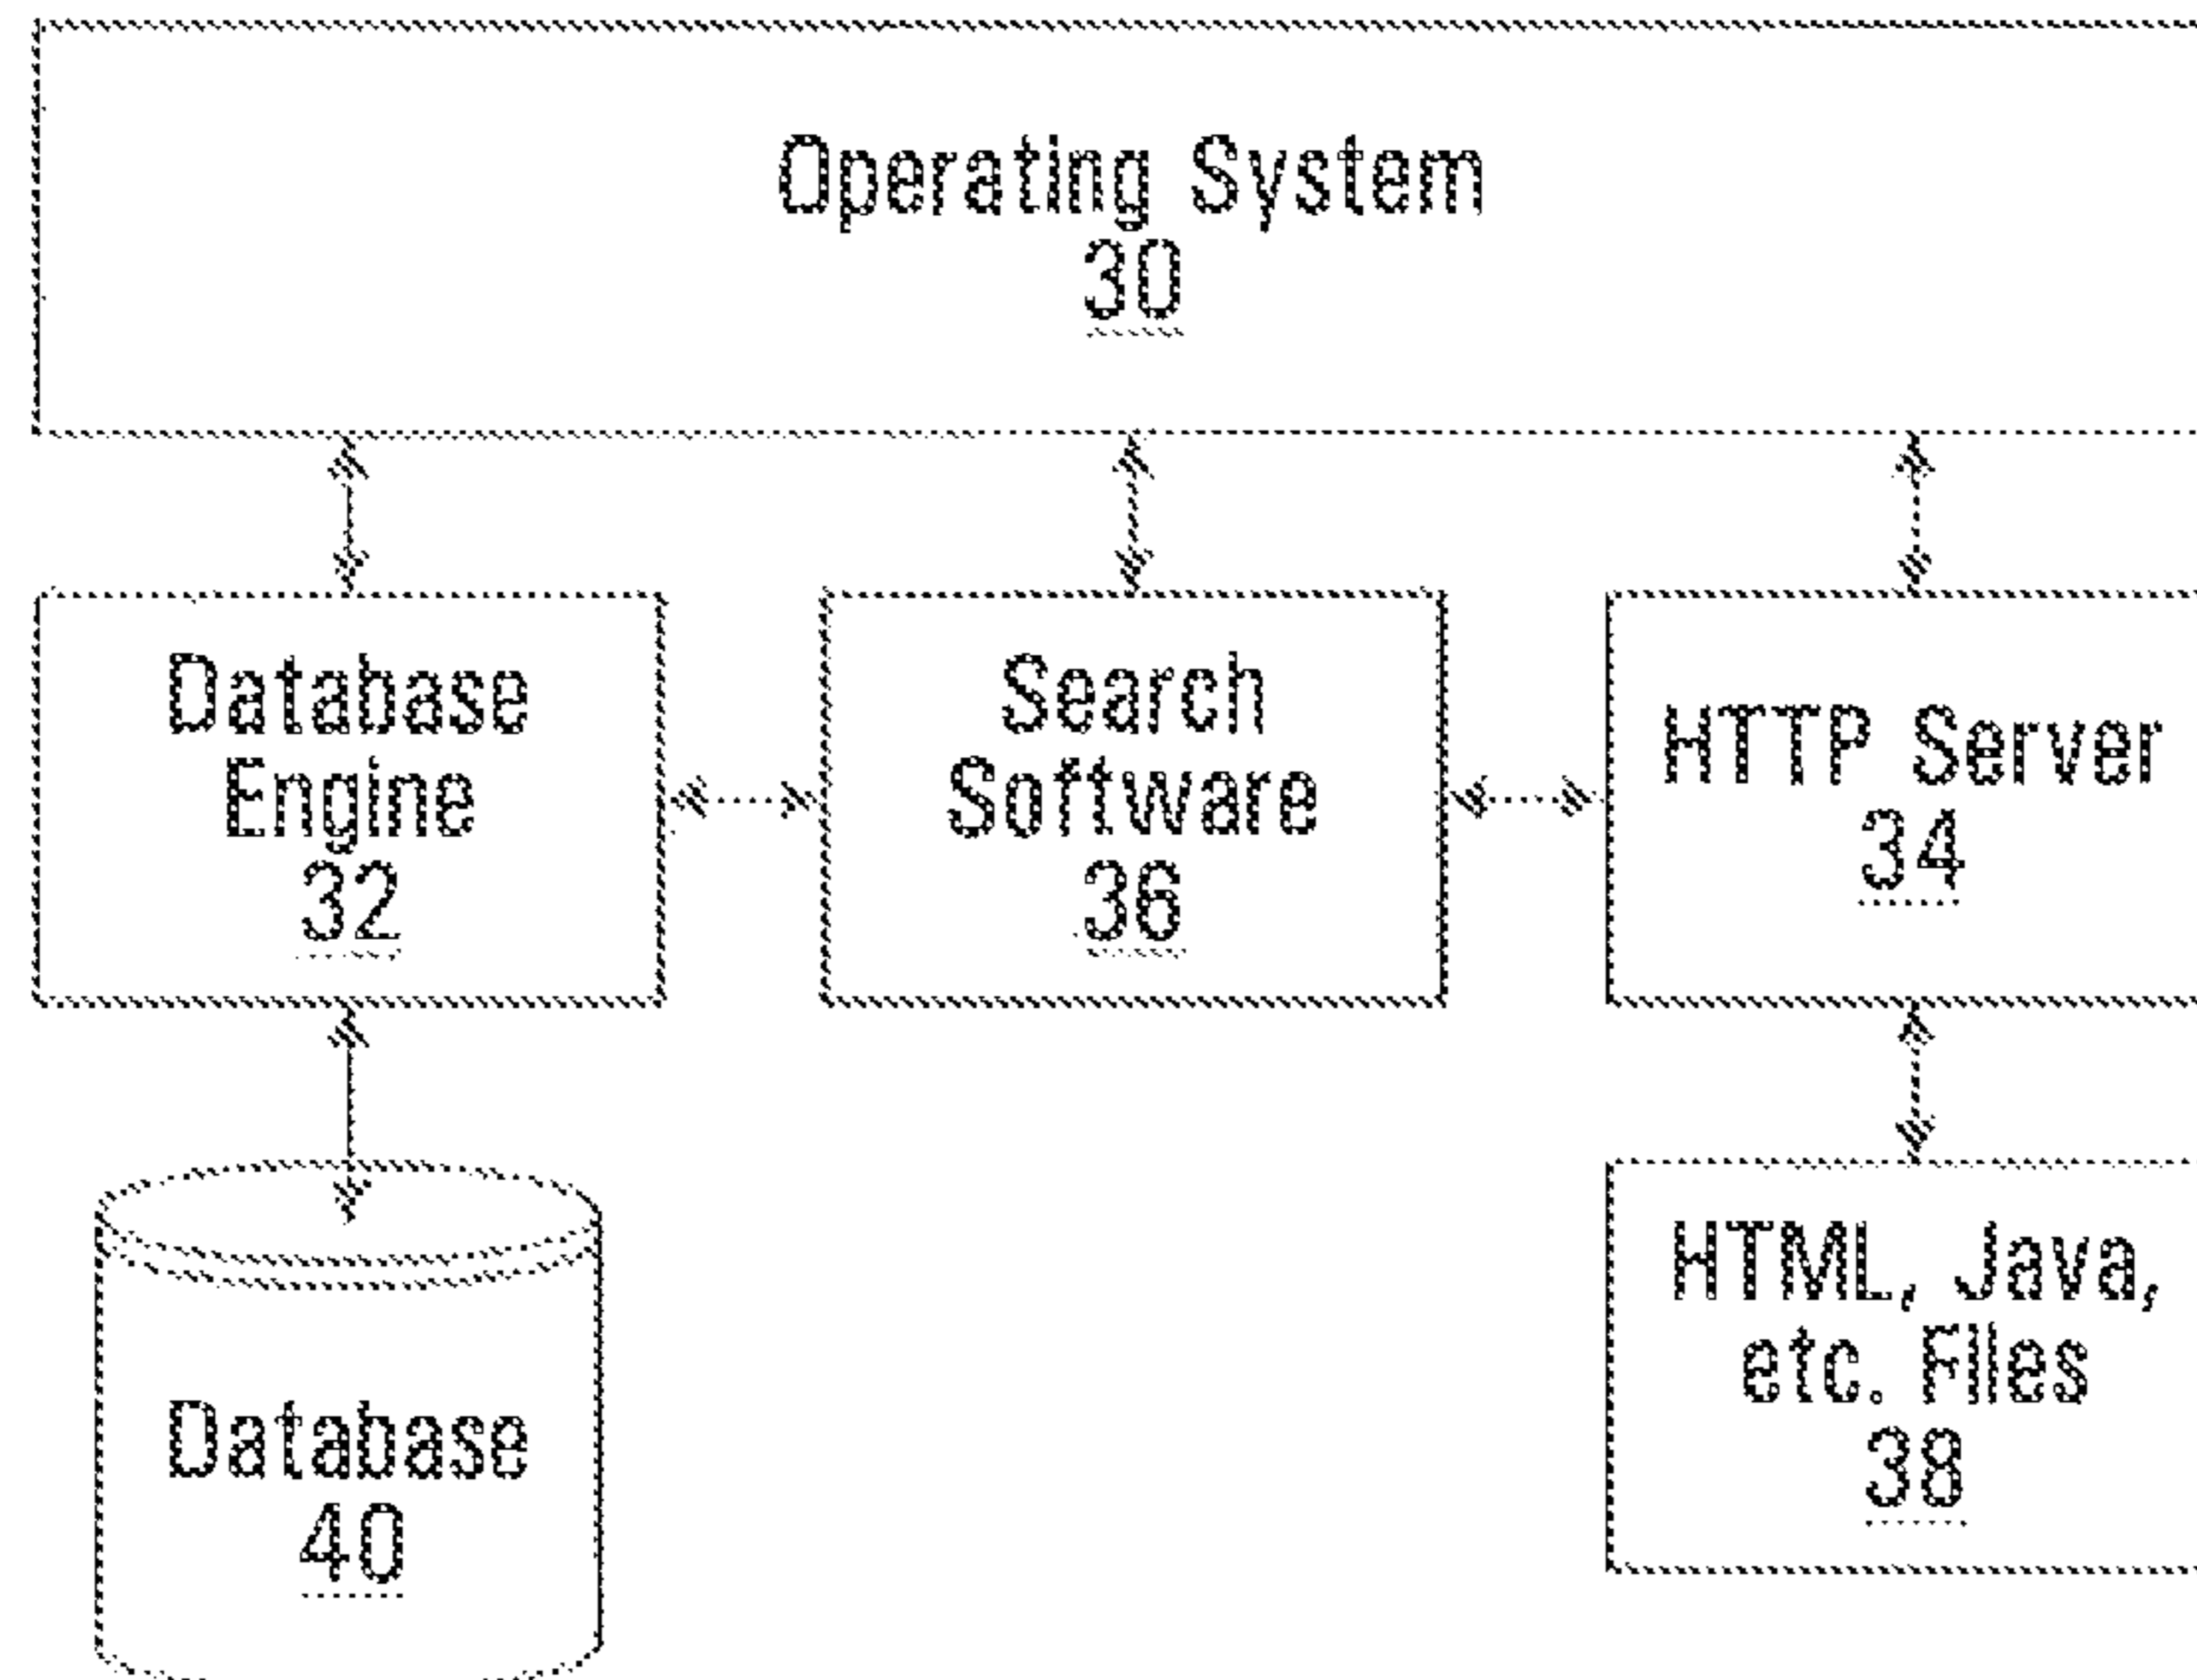 Operating System
30
Database
Engine
32
Search
Software
36
HTTP Server
34
Database
40
HTML, Java,
etc. Files
38